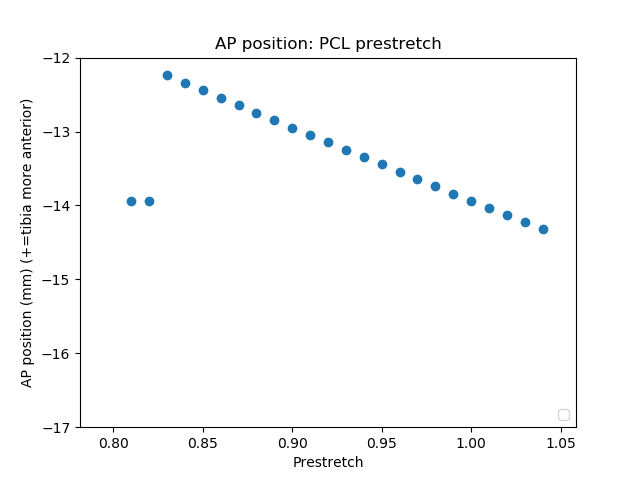 AP position: PCL prestretch
AP position (mm) (+=tibia more anterior)
−12
−13
−14
−15
−16
−17
0.80 0.85 0.90 0.95 1.00 1.05
Prestretch